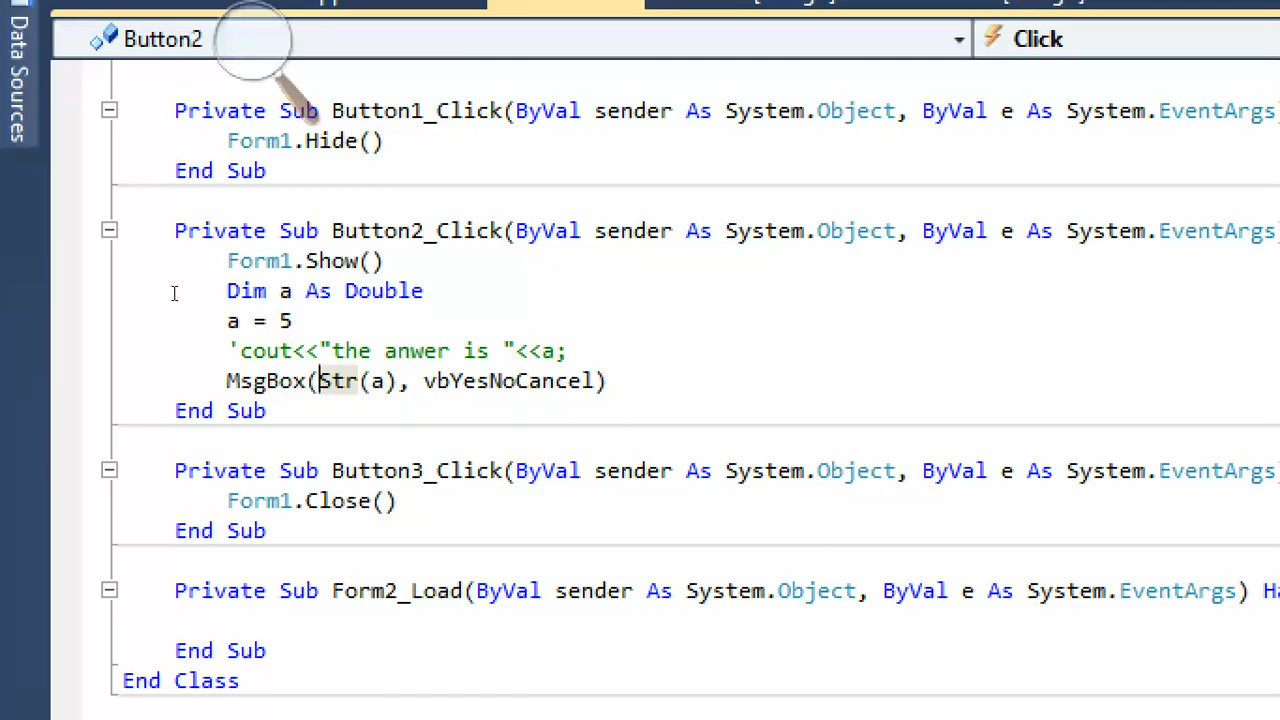 Data Sources
Button2 Click
Private Sub Button1_Click(ByVal sender As System.Object, ByVal e As System.EventArgs)
Form1.Hide()
End Sub
Private Sub Button2_Click(ByVal sender As System.Object, ByVal e As System.EventArgs)
Form1.Show()
Dim a As Double
a = 5
'cout<<"the anwer is "<<a;
MsgBox(Str(a), vbYesNoCancel)
End Sub
Private Sub Button3_Click(ByVal sender As System.Object, ByVal e As System.EventArgs)
Form1.Close()
End Sub
Private Sub Form2_Load(ByVal sender As System.Object, ByVal e As System.EventArgs) Ha
End Sub
End Class